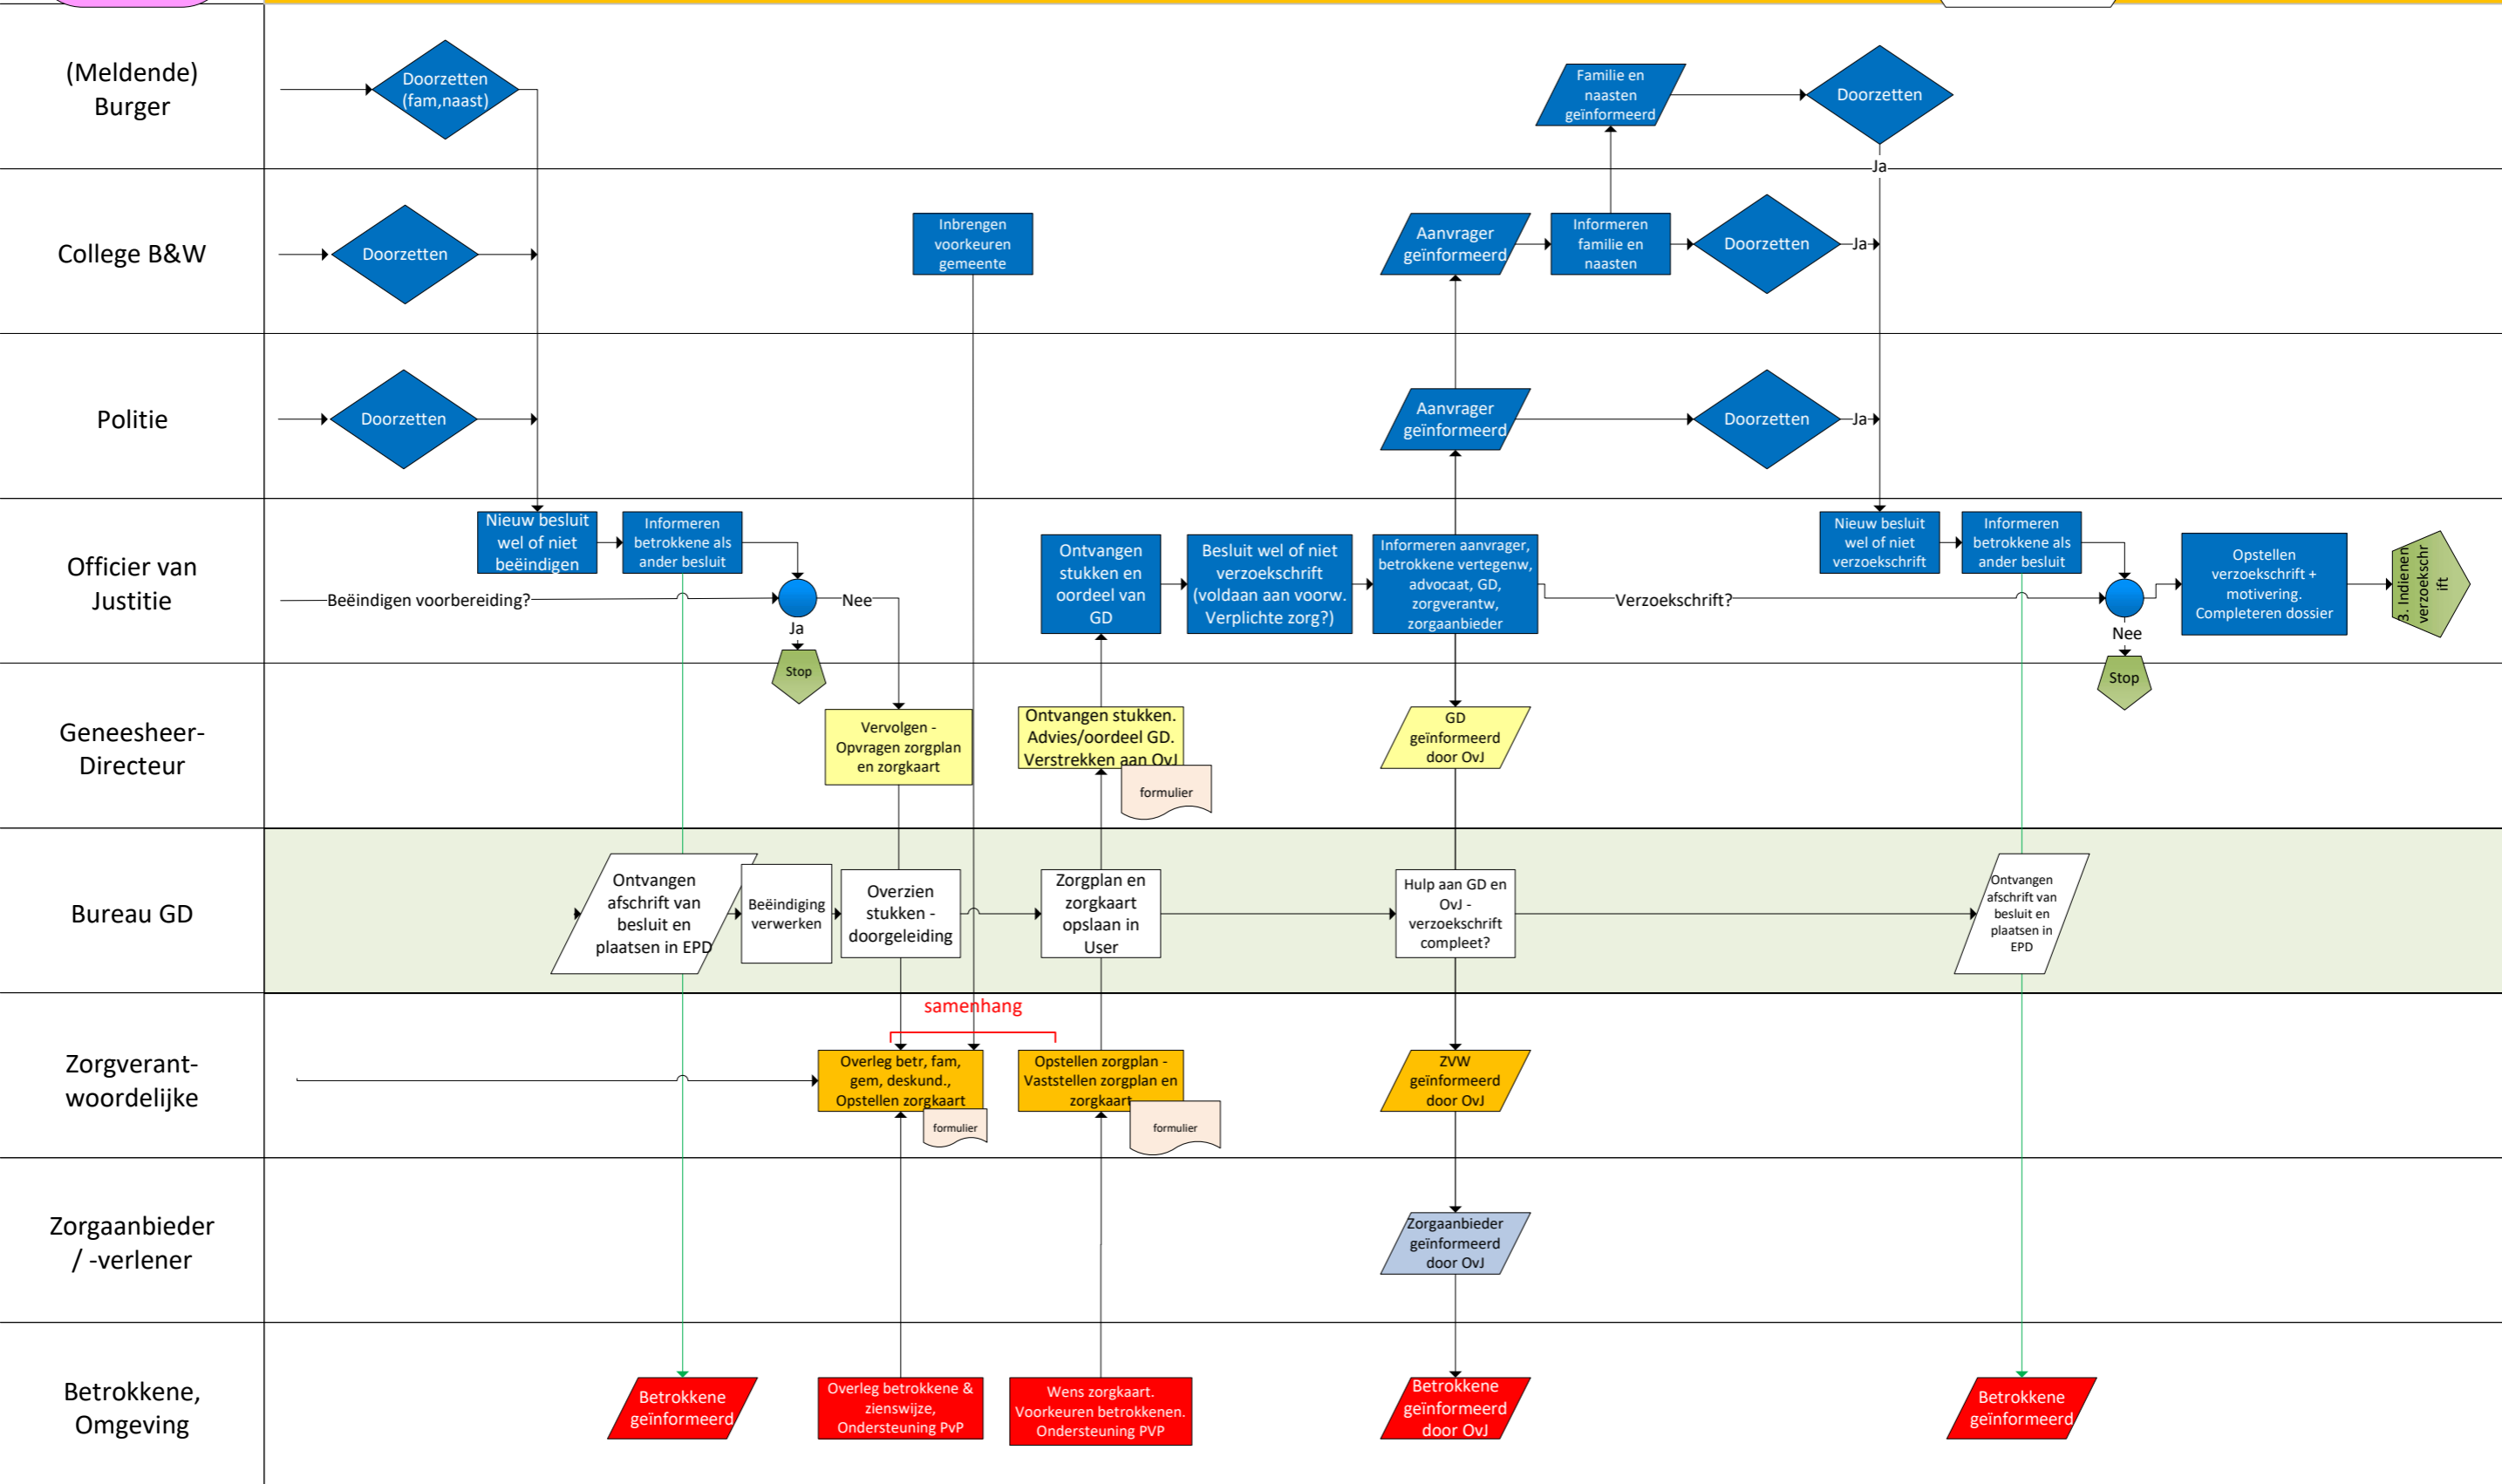 (Meldende)
Burger
Doorzetten
(fam,naast)
Familie en
naasten
geïnformeerd
Doorzetten
Ja
College B&W
Doorzetten
Inbrengen
voorkeuren
gemeente
Aanvrager
geïnformeerd
Informeren
familie en
naasten
Doorzetten
Ja
Politie
Doorzetten
Aanvrager
geïnformeerd
Doorzetten
Ja
Officier van
Justitie
Nieuw besluit
wel of niet
beëindigen
Informeren
betrokkene als
ander besluit
Beëindigen voorbereiding?
Nee
Ja
Stop
Ontvangen
stukken en
oordeel van
GD
Besluit wel of niet
verzoekschrift
(voldaan aan voorw.
Verplichte zorg?)
Informeren aanvrager,
betrokkene vertegenw,
advocaat, GD,
zorgverantw,
zorgaanbieder
Verzoekschrift?
Nieuw besluit
wel of niet
verzoekschrift
Informeren
betrokkene als
ander besluit
Nee
Stop
Opstellen
verzoekschrift +
motivering.
Completeren dossier
3. Indienen
verzoekschr
ift
Geneesheer-
Directeur
Vervolgen -
Opvragen zorgplan
en zorgkaart
Ontvangen stukken.
Advies/oordeel GD.
Verstrekken aan OvJ
formulier
GD
geïnformeerd
door OvJ
Bureau GD
Ontvangen
afschrift van
besluit en
plaatsen in EPD
Beëindiging
verwerken
Overzien
stukken -
doorgeleiding
Zorgplan en
zorgkaart
opslaan in
User
Hulp aan GD en
OvJ -
verzoekschrift
compleet?
Ontvangen
afschrift van
besluit en
plaatsen in
EPD
Zorgverant-
woordelijke
samenhang
Overleg betr, fam,
gem, deskund.,
Opstellen zorgkaart
formulier
Opstellen zorgplan -
Vaststellen zorgplan en
zorgkaart
formulier
ZVW
geïnformeerd
door OvJ
Zorgaanbieder
/ -verlener
Zorgaanbieder
geïnformeerd
door OvJ
Betrokkene,
Omgeving
Betrokkene
geïnformeerd
Overleg betrokkene &
zienswijze,
Ondersteuning PvP
Wens zorgkaart.
Voorkeuren betrokkenen.
Ondersteuning PVP
Betrokkene
geïnformeerd
door OvJ
Betrokkene
geïnformeerd